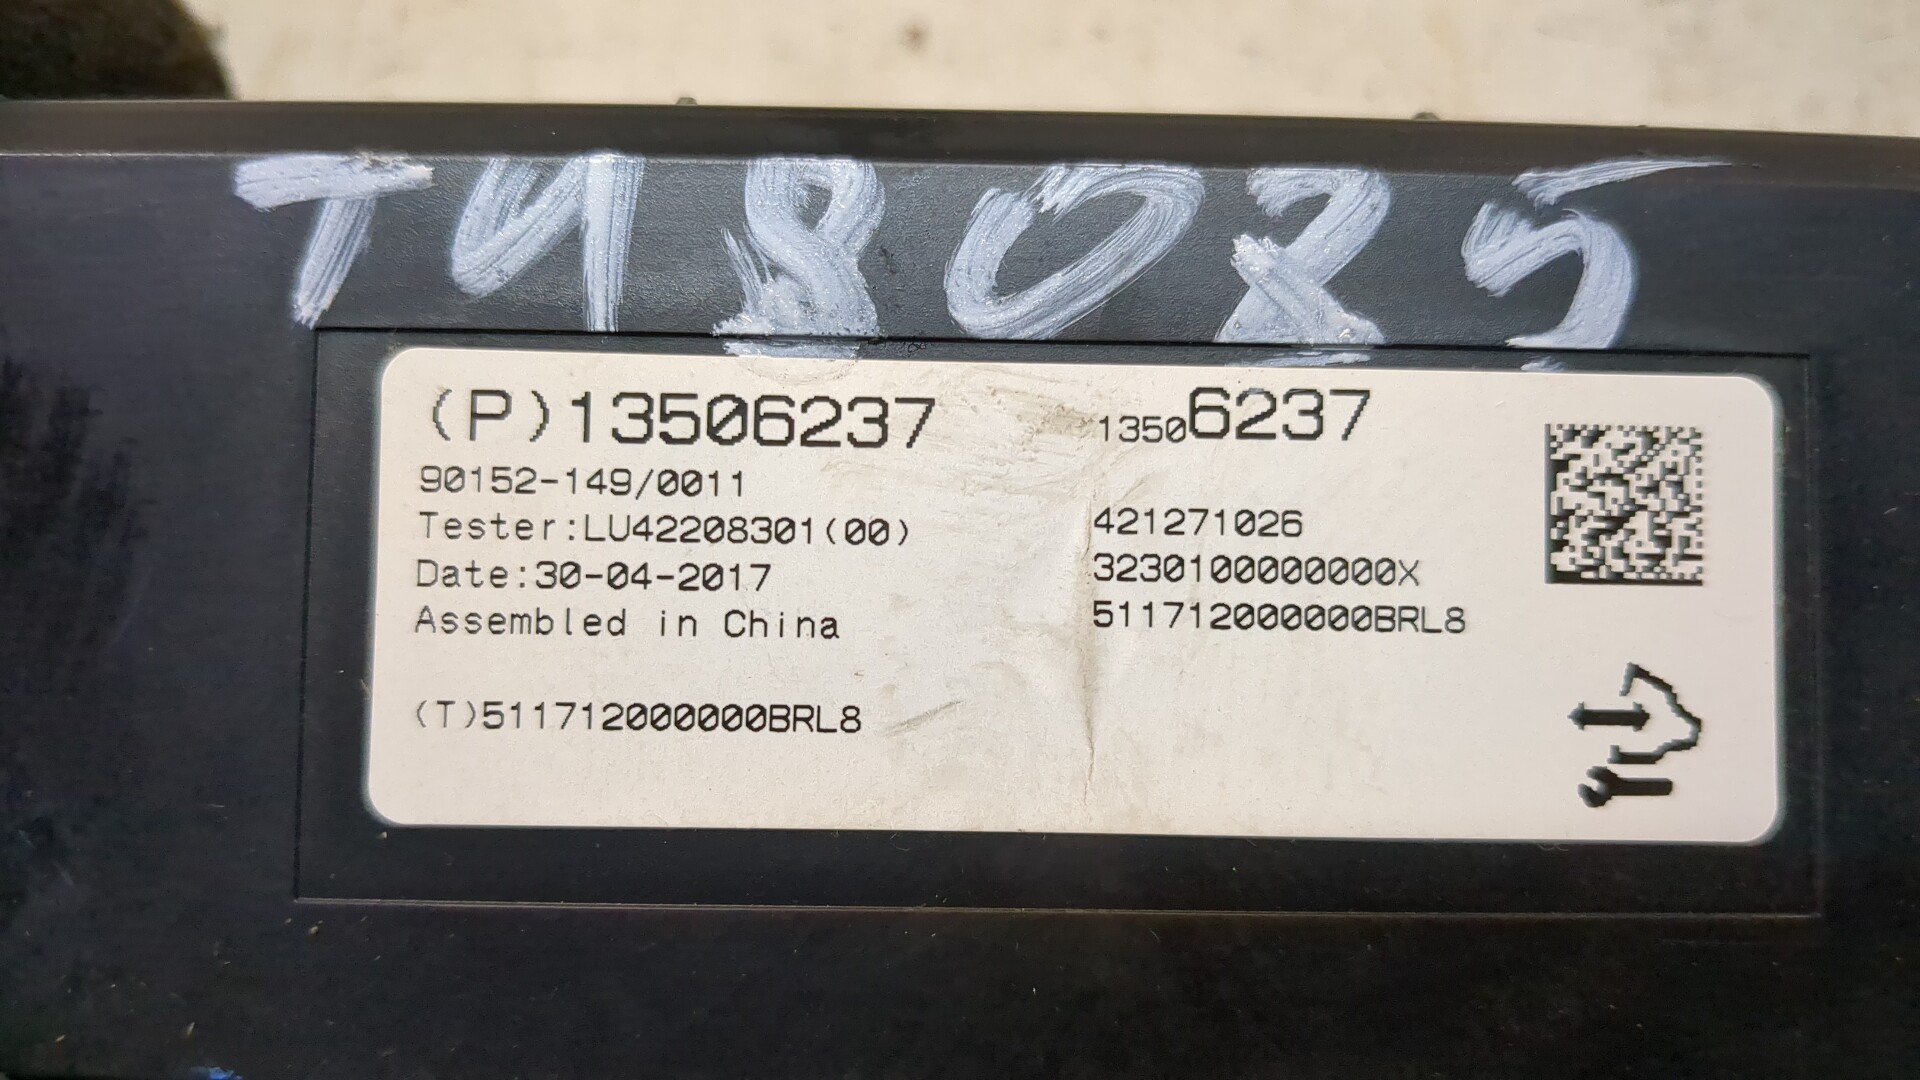 T48085
(P)13506237
90152-149/0011
Tester:LU42208301(00)
Date:30-04-2017
Assembled in China
(T)511712000000BRL8
13506237
421271026
3230100000000X
511712000000BRL8